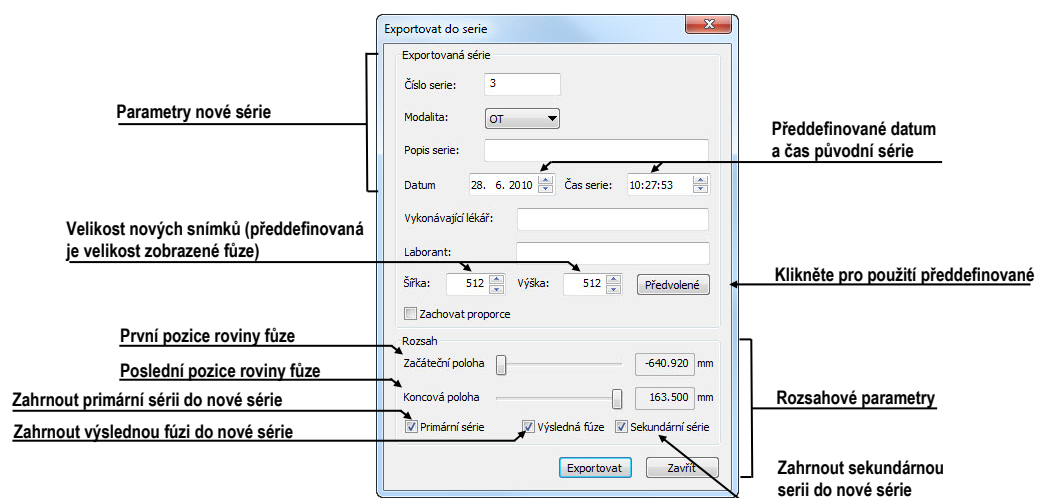 Exportovat do serie
Exportovaná série
Číslo serie: 3
Parametry nové série
Modalita: OT
Předdefinované datum
a čas původní série
Popis serie:
Datum 28. 6. 2010 Čas serie: 10:27:53
Vykonávající lékář:
Velikost nových snímků (předdefinovaná
je velikost zobrazené fůze)
Laborant:
Šířka: 512 Výška: 512 Předvolené
Klikněte pro použití předdefinované
Zachovat proporce
První pozice roviny fůze
Rozsah
Začáteční poloha -640.920 mm
Poslední pozice roviny fůze
Koncová poloha 163.500 mm
Zahrnout primární sérii do nové série
Rozsahové parametry
Primární série Výsledná fúze Sekundární série
Zahrnout výslednou fúzi do nové série
Exportovat Zavřít
Zahrnout sekundárnou
serii do nové série